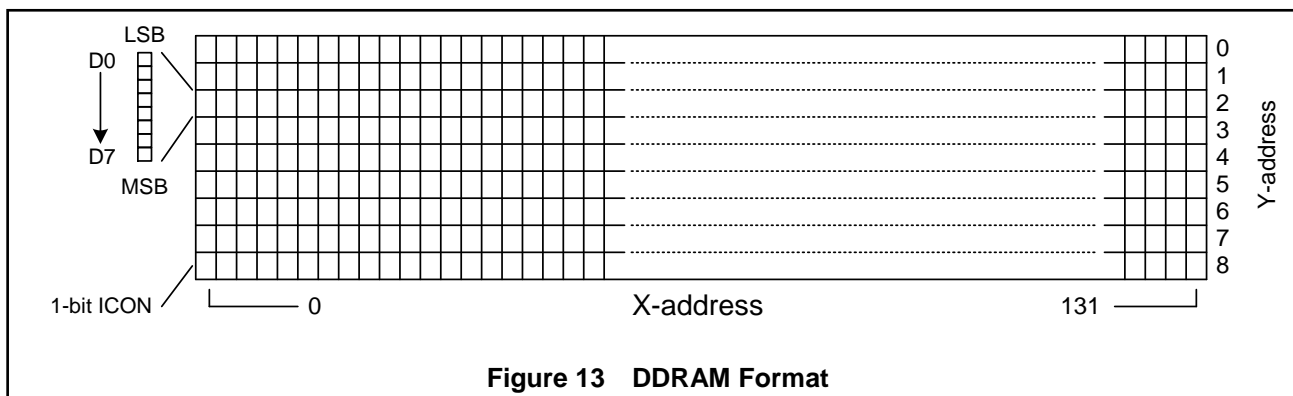 LSB
D0
D7
MSB
0
1
2
3
4
5
6
7
8
Y-address
1-bit ICON
0
X-address
131
Figure 13 DDRAM Format